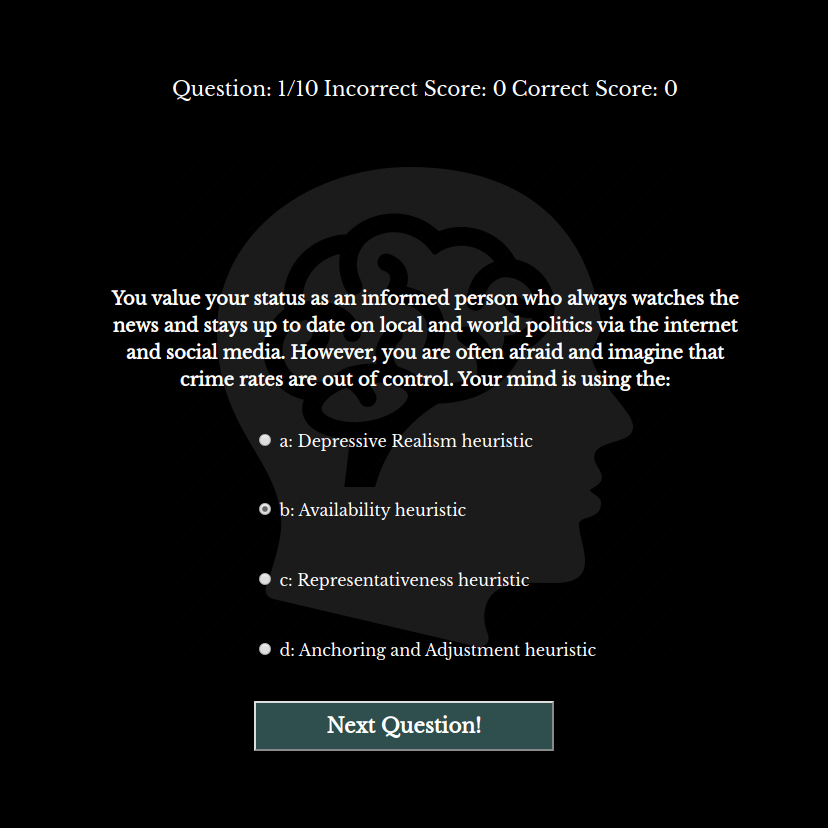 Question: 1/10 Incorrect Score: 0 Correct Score: 0
You value your status as an informed person who always watches the
news and stays up to date on local and world politics via the internet
and social media. However, you are often afraid and imagine that
crime rates are out of control. Your mind is using the:
a: Depressive Realism heuristic
b: Availability heuristic
c: Representativeness heuristic
d: Anchoring and Adjustment heuristic
Next Question!